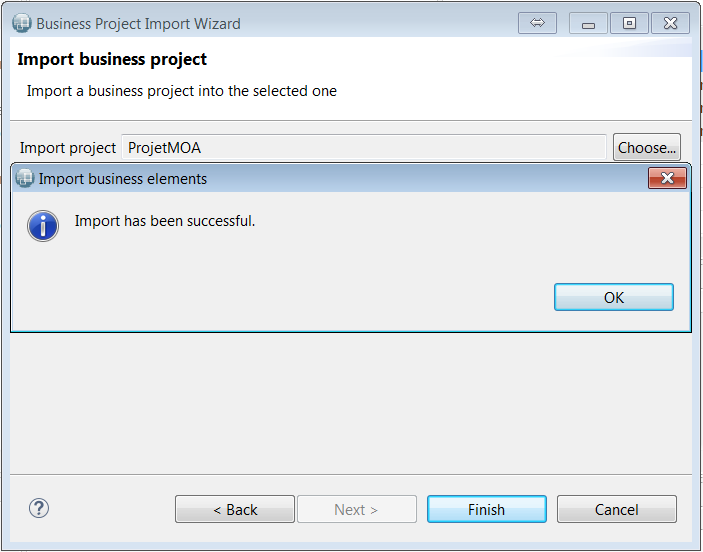 Business Project Import Wizard
Import business project
Import a business project into the selected one
Import project ProjetMOA Choose...
Import business elements
Import has been successful.
OK
< Back Next > Finish Cancel